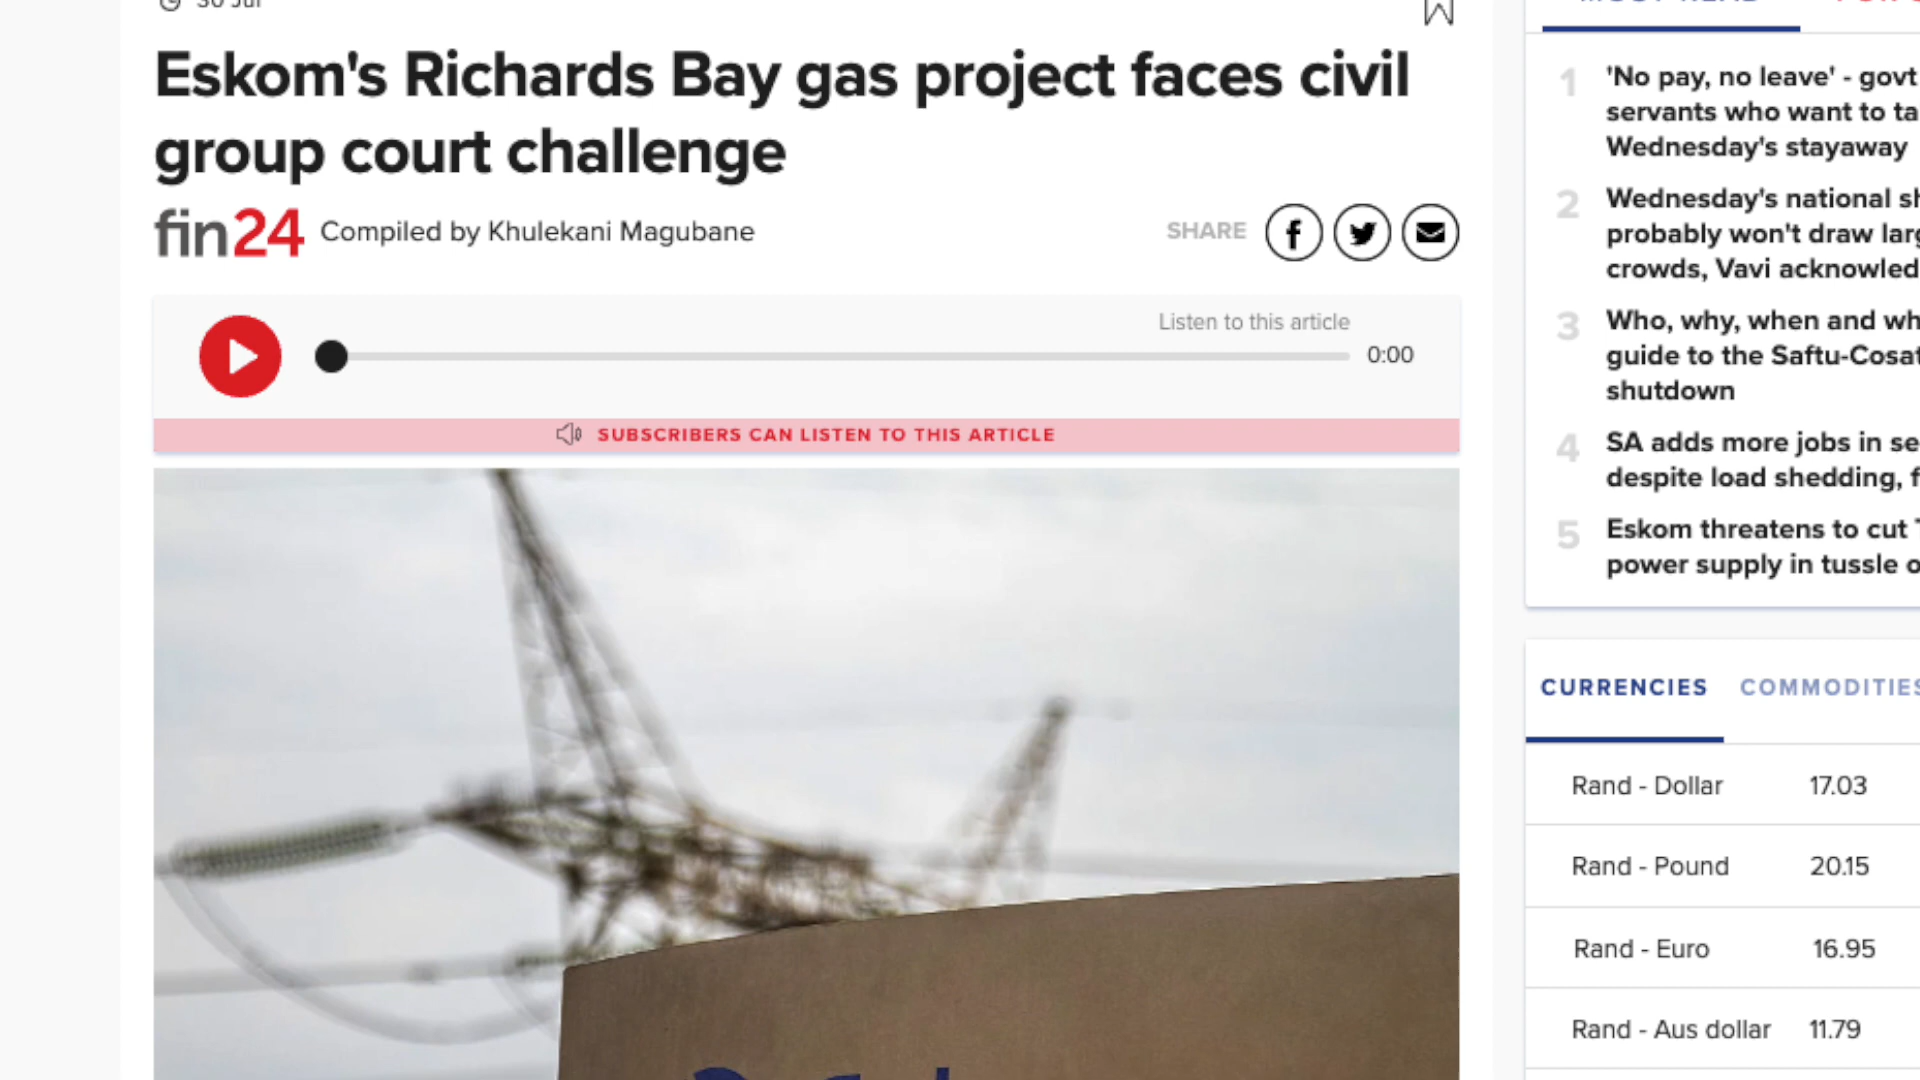 30 Jul
Eskom's Richards Bay gas project faces civil
group court challenge
fin24 Compiled by Khulekani Magubane
SHARE
Listen to this article
0:00
SUBSCRIBERS CAN LISTEN TO THIS ARTICLE
MOST READ
1 'No pay, no leave' - govt
servants who want to ta
Wednesday's stayaway
2 Wednesday's national sh
probably won't draw larg
crowds, Vavi acknowled
3 Who, why, when and wh
guide to the Saftu-Cosat
shutdown
4 SA adds more jobs in se
despite load shedding, f
5 Eskom threatens to cut T
power supply in tussle o
CURRENCIES COMMODITIES
Rand - Dollar 17.03
Rand - Pound 20.15
Rand - Euro 16.95
Rand - Aus dollar 11.79